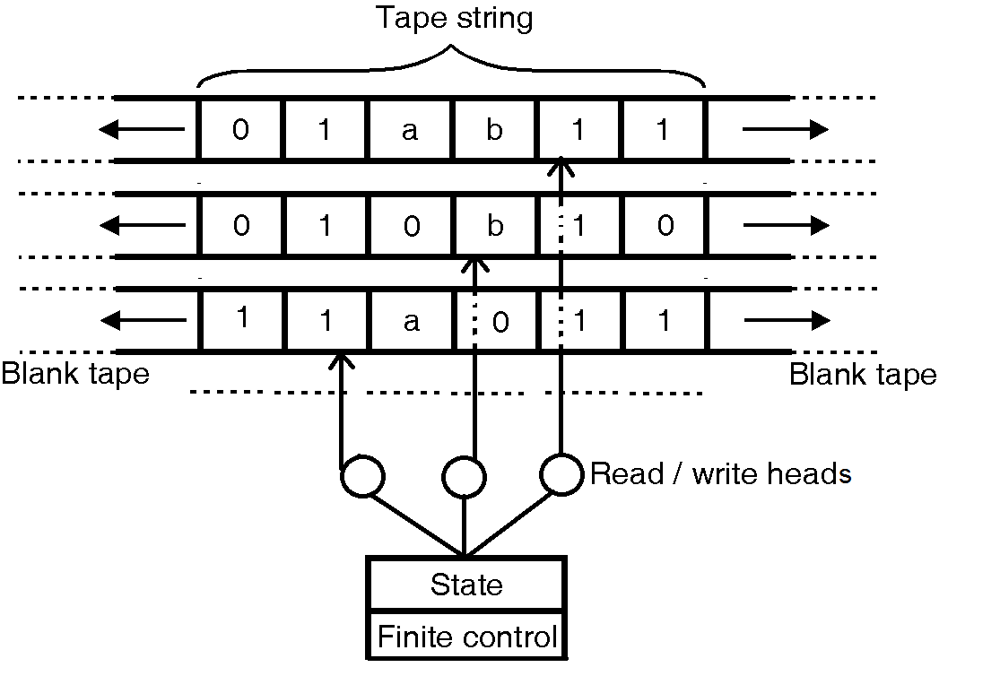 Tape string
0 1 a b 1 1
0 1 0 b 1 0
1 1 a 0 1 1
Blank tape Blank tape
Read / write heads
State
Finite control